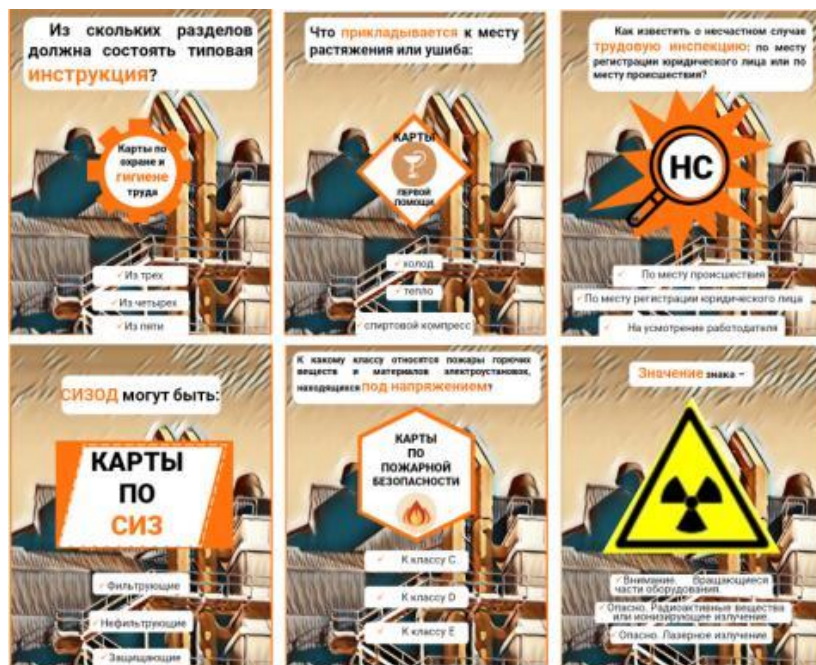 Из скольких разделов
должна состоять типовая
инструкция?
Карты по
охране и
гигиене
труда
Из трех
Из четырех
Из пяти
Что прикладывается к месту
растяжения или ушиба:
КАРТЫ
ПЕРВОЙ
ПОМОЩИ
холод
тепло
спиртовой компресс
Как известить о несчастном случае
трудовую инспекцию: по месту
регистрации юридического лица или по
месту происшествия?
НС
По месту происшествия
По месту регистрации юридического лица
На усмотрение работодателя
СИЗОД могут быть:
КАРТЫ
ПО
СИЗ
Фильтрующие
Нефильтрующие
Защищающие
К какому классу относятся пожары горючих
веществ и материалов электроустановок,
находящиеся под напряжением?
КАРТЫ
ПО
ПОЖАРНОЙ
БЕЗОПАСНОСТИ
К классу C
К классу D
К классу E
Значение знака –
Внимание. Вращающиеся
части оборудования.
Опасно. Радиоактивные вещества
или ионизирующее излучение
Опасно. Лазерное излучение